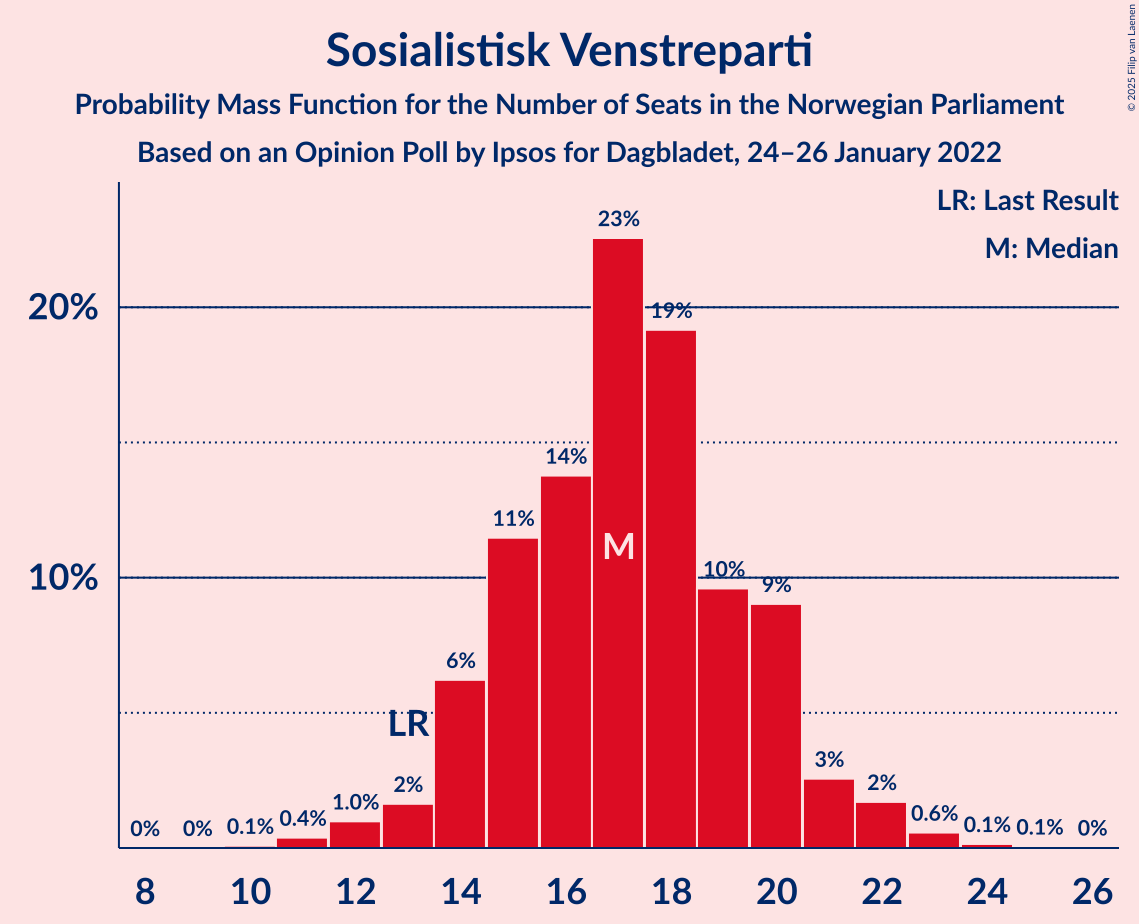 Sosialistisk Venstreparti
Probability Mass Function for the Number of Seats in the Norwegian Parliament
Based on an Opinion Poll by Ipsos for Dagbladet, 24–26 January 2022
© 2025 Filip van Laenen
LR: Last Result
M: Median
20%
10%
0%
0%
0.1%
0.4%
1.0%
2%
LR
6%
11%
14%
23%
M
19%
10%
9%
3%
2%
0.6%
0.1%
0.1%
0%
8 10 12 14 16 18 20 22 24 26